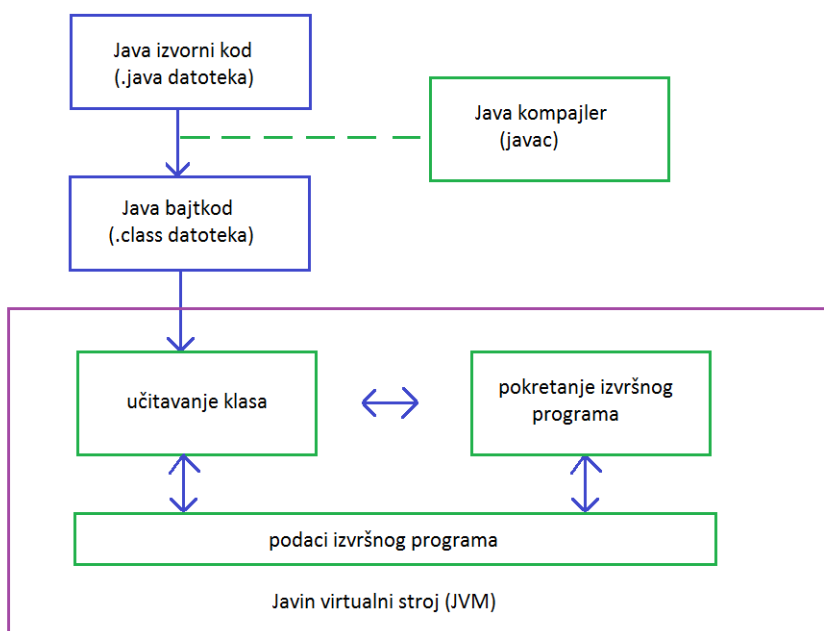 Java izvorni kod
(.java datoteka)
Java kompajler
(javac)
Java bajtkod
(.class datoteka)
učitavanje klasa
pokretanje izvršnog
programa
podaci izvršnog programa
Javin virtualni stroj (JVM)